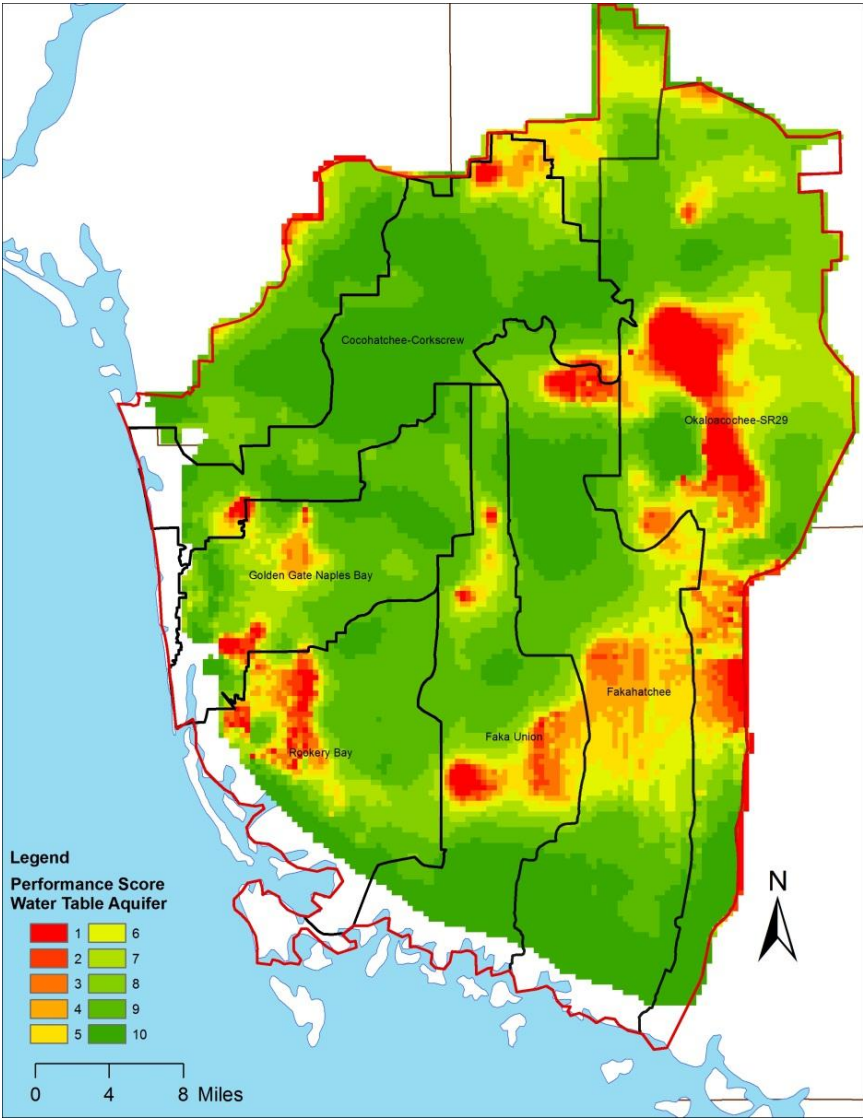 Cocohatchee-Corkscrew
Okaloacochee-SR29
Golden Gate Naples Bay
Fakahatchee
Faka Union
Rookery Bay
Legend
Performance Score
Water Table Aquifer
1 6
2 7
3 8
4 9
5 10
0 4 8 Miles
N